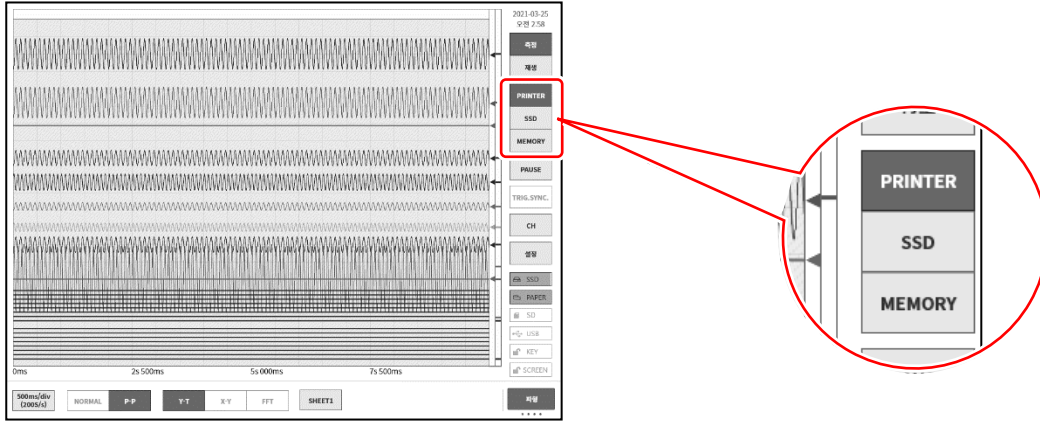 2021-03-25
오전 2:58
측정
재생
PRINTER
SSD
MEMORY
PAUSE
TRIG.SYNC.
CH
설정
SSD
PAPER
SD
USB
KEY
SCREEN
0ms
2s 500ms
5s 000ms
7s 500ms
500ms/div
(200S/s)
NORMAL
P-P
Y-T
X-Y
FFT
SHEET1
파형
PRINTER
SSD
MEMORY